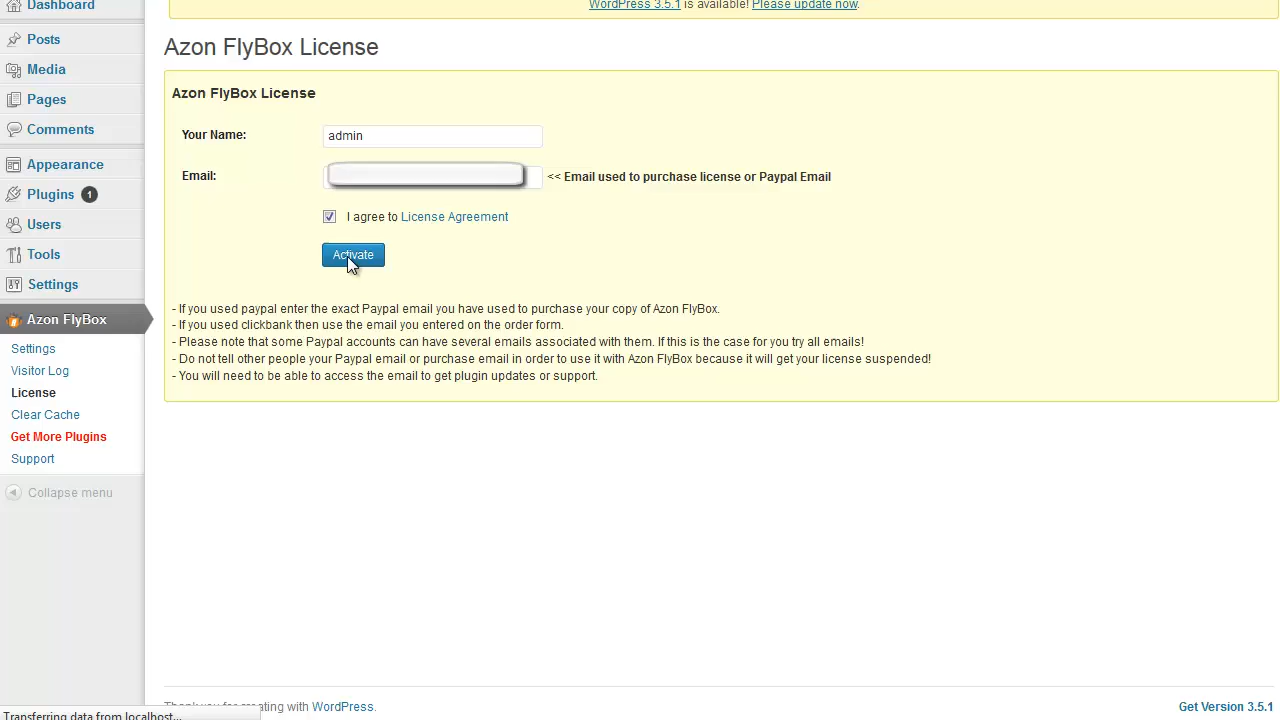 Dashboard
Posts
Media
Pages
Comments
Appearance
Plugins 1
Users
Tools
Settings
Azon FlyBox
Settings
Visitor Log
License
Clear Cache
Get More Plugins
Support
Collapse menu
WordPress 3.5.1 is available! Please update now.
Azon FlyBox License
Azon FlyBox License
Your Name: admin
Email: << Email used to purchase license or Paypal Email
I agree to License Agreement
Activate
- If you used paypal enter the exact Paypal email you have used to purchase your copy of Azon FlyBox.
- If you used clickbank then use the email you entered on the order form.
- Please note that some Paypal accounts can have several emails associated with them. If this is the case for you try all emails!
- Do not tell other people your Paypal email or purchase email in order to use it with Azon FlyBox because it will get your license suspended!
- You will need to be able to access the email to get plugin updates or support.
Thank you for creating with WordPress.
Get Version 3.5.1
Transferring data from localhost...